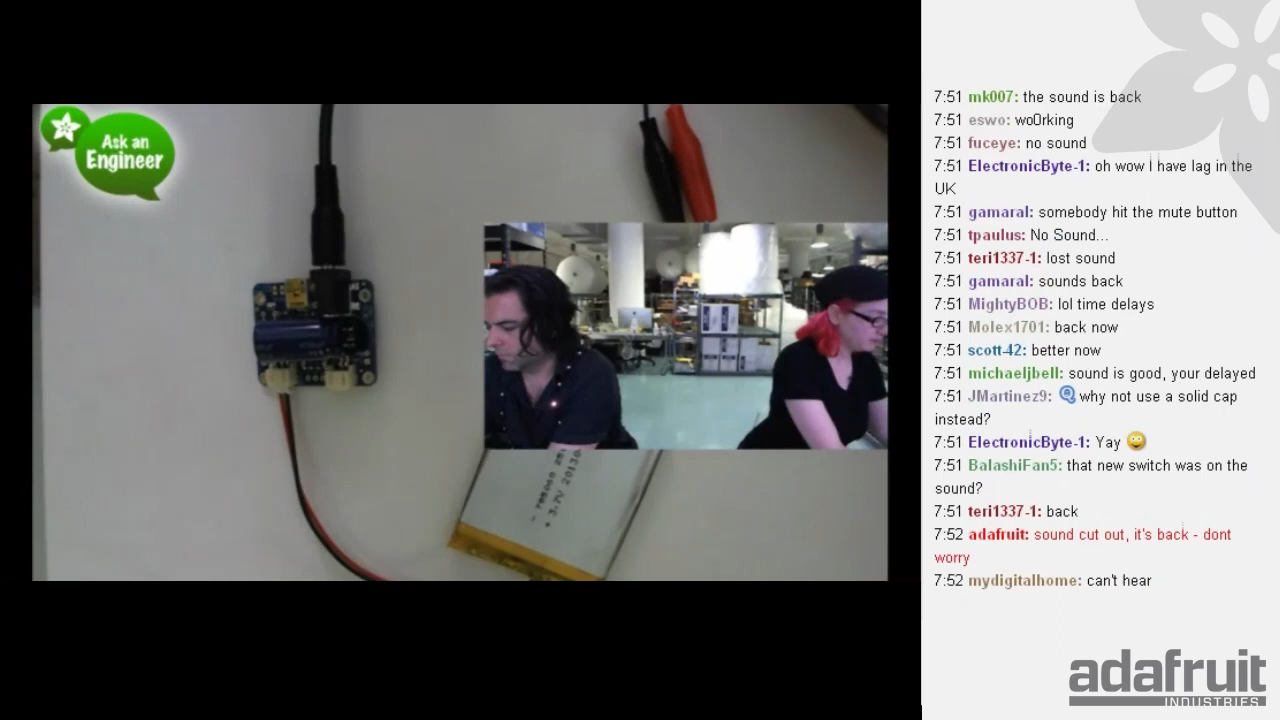 Ask an
Engineer
+ 3.7V
7:51 mk007: the sound is back
7:51 eswo: wo0rking
7:51 fuceye: no sound
7:51 ElectronicByte-1: oh wow I have lag in the
UK
7:51 gamaral: somebody hit the mute button
7:51 tpaulus: No Sound...
7:51 teri1337-1: lost sound
7:51 gamaral: sounds back
7:51 MightyBOB: lol time delays
7:51 Molex1701: back now
7:51 scott-42: better now
7:51 michaeljbell: sound is good, your delayed
7:51 JMartinez9: why not use a solid cap
instead?
7:51 ElectronicByte-1: Yay
7:51 BalashiFan5: that new switch was on the
sound?
7:51 teri1337-1: back
7:52 adafruit: sound cut out, it's back - dont
worry
7:52 mydigitalhome: can't hear
adafruit
INDUSTRIES